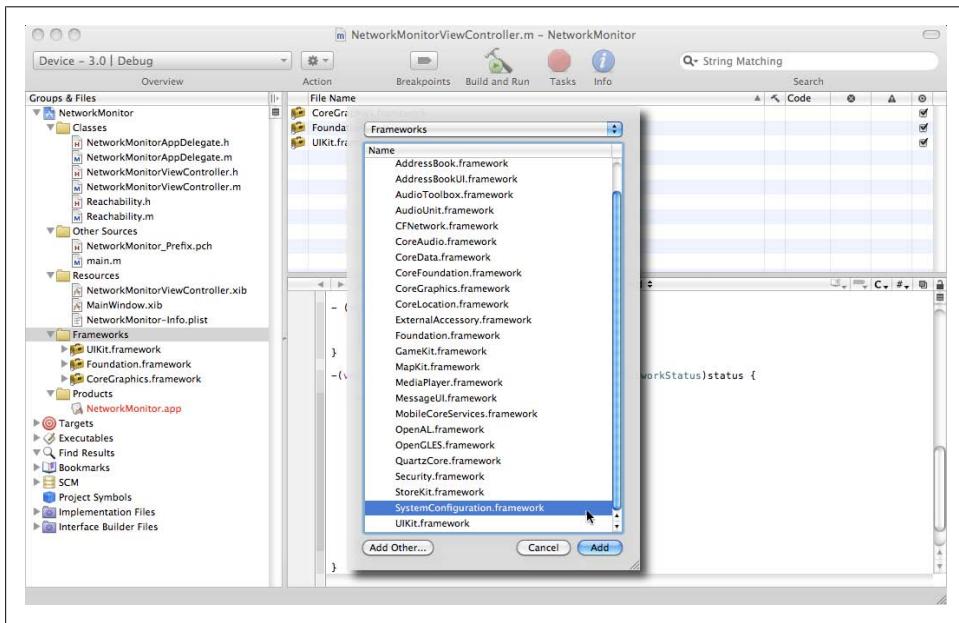 NetworkMonitorViewController.m – NetworkMonitor
Device – 3.0 | Debug
String Matching
Overview
Action
Breakpoints
Build and Run
Tasks
Info
Search
Groups & Files
NetworkMonitor
Classes
NetworkMonitorAppDelegate.h
NetworkMonitorAppDelegate.m
NetworkMonitorViewController.h
NetworkMonitorViewController.m
Reachability.h
Reachability.m
Other Sources
NetworkMonitor_Prefix.pch
main.m
Resources
NetworkMonitorViewController.xib
MainWindow.xib
NetworkMonitor-Info.plist
Frameworks
UIKit.framework
Foundation.framework
CoreGraphics.framework
Products
NetworkMonitor.app
Targets
Executables
Find Results
Bookmarks
SCM
Project Symbols
Implementation Files
Interface Builder Files
File Name
Code
CoreGra
Founda
UIKit.fra
Frameworks
Name
AddressBook.framework
AddressBookUI.framework
AudioToolbox.framework
AudioUnit.framework
CFNetwork.framework
CoreAudio.framework
CoreData.framework
CoreFoundation.framework
CoreGraphics.framework
CoreLocation.framework
ExternalAccessory.framework
Foundation.framework
GameKit.framework
MapKit.framework
MediaPlayer.framework
MessageUI.framework
MobileCoreServices.framework
OpenAL.framework
OpenGLES.framework
QuartzCore.framework
Security.framework
StoreKit.framework
SystemConfiguration.framework
UIKit.framework
Add Other...
Cancel
Add
C, #,
- (
}
-(v
workStatus)status {
}